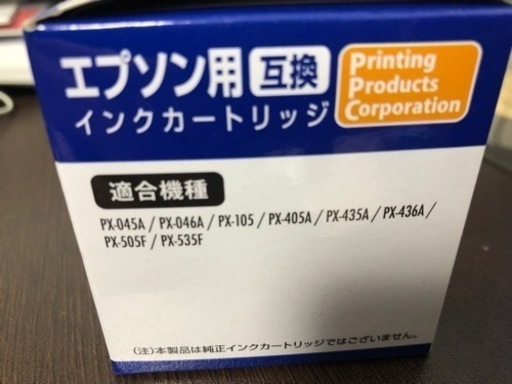 エプソン用 互換
インクカートリッジ
Printing
Products
Corporation
適合機種
PX-045A / PX-046A / PX-105 / PX-405A / PX-435A / PX-436A /
PX-505F / PX-535F
(注)本製品は純正インクカートリッジではございません。